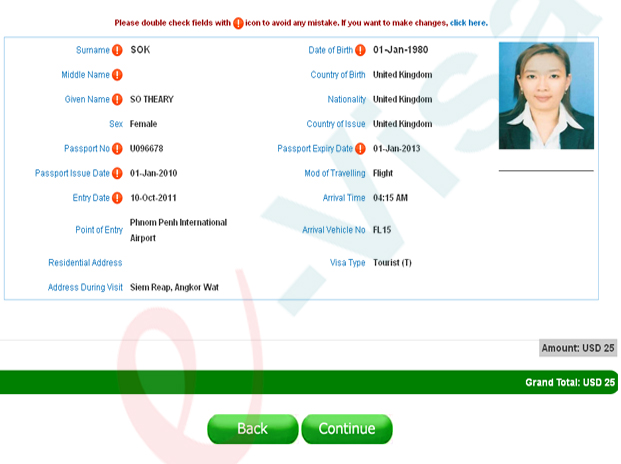 Please double check fields with ! icon to avoid any mistake. If you want to make changes, click here.
Surname ! SOK Date of Birth ! 01-Jan-1980
Middle Name ! Country of Birth United Kingdom
Given Name ! SO THEARY Nationality United Kingdom
Sex Female Country of Issue United Kingdom
Passport No ! U096678 Passport Expiry Date ! 01-Jan-2013
Passport Issue Date ! 01-Jan-2010 Mod of Travelling Flight
Entry Date ! 10-Oct-2011 Arrival Time 04:15 AM
Point of Entry Phnom Penh International Airport Arrival Vehicle No FL15
Residential Address Visa Type Tourist (T)
Address During Visit Siem Reap, Angkor Wat
Amount: USD 25
Grand Total: USD 25
Back Continue
e-Visa